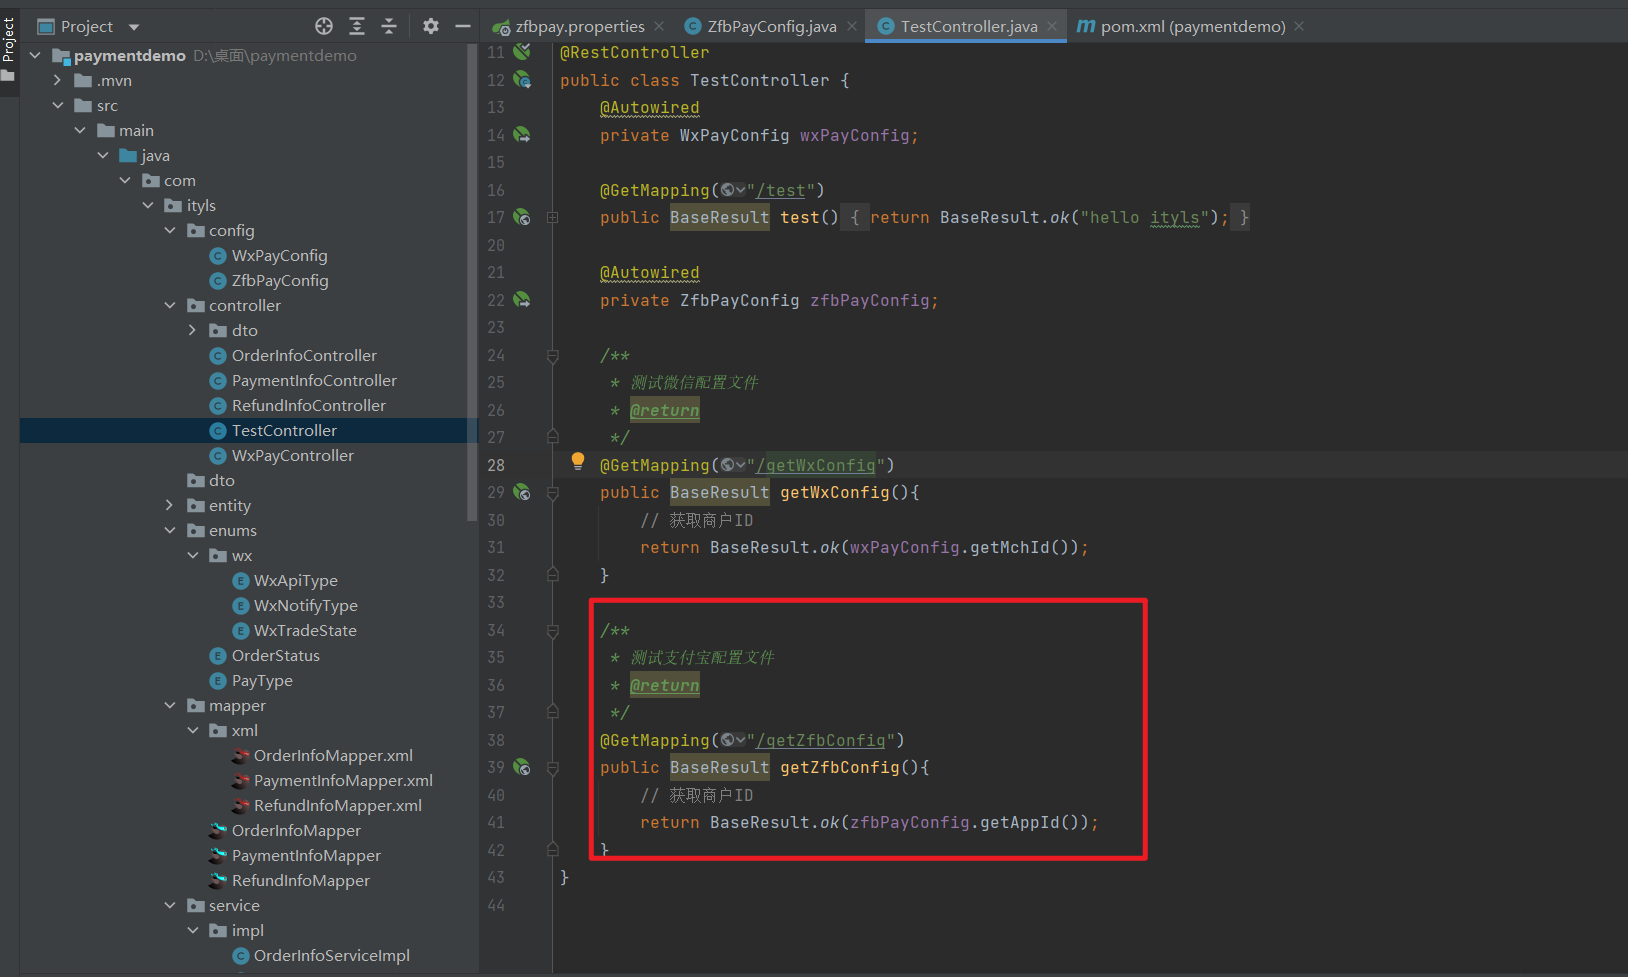 Project
Project
zfbpay.properties
ZfbPayConfig.java
TestController.java
pom.xml (paymentdemo)
paymentdemo D:\桌面\paymentdemo
.mvn
src
main
java
com
ityls
config
WxPayConfig
ZfbPayConfig
controller
dto
OrderInfoController
PaymentInfoController
RefundInfoController
TestController
WxPayController
dto
entity
enums
wx
WxApiType
WxNotifyType
WxTradeState
OrderStatus
PayType
mapper
xml
OrderInfoMapper.xml
PaymentInfoMapper.xml
RefundInfoMapper.xml
OrderInfoMapper
PaymentInfoMapper
RefundInfoMapper
service
impl
OrderInfoServiceImpl
11 @RestController
12 public class TestController {
13 @Autowired
14 private WxPayConfig wxPayConfig;
15
16 @GetMapping("/test")
17 public BaseResult test() { return BaseResult.ok("hello ityls"); }
20
21 @Autowired
22 private ZfbPayConfig zfbPayConfig;
23
24 /**
25 * 测试微信配置文件
26 * @return
27 */
28 @GetMapping("/getWxConfig")
29 public BaseResult getWxConfig(){
30 // 获取商户ID
31 return BaseResult.ok(wxPayConfig.getMchId());
32 }
33
34 /**
35 * 测试支付宝配置文件
36 * @return
37 */
38 @GetMapping("/getZfbConfig")
39 public BaseResult getZfbConfig(){
40 // 获取商户ID
41 return BaseResult.ok(zfbPayConfig.getAppId());
42 }
43 }
44